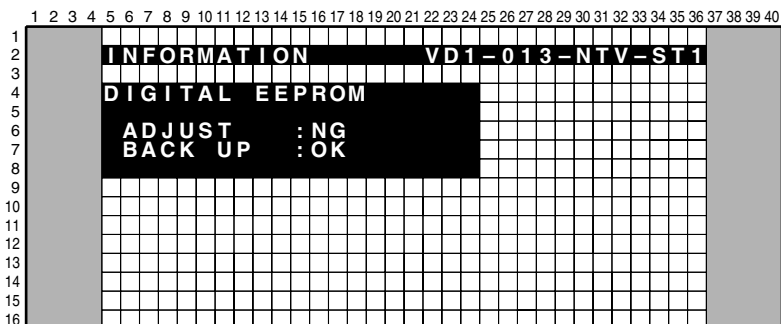 1 2 3 4 5 6 7 8 9 10 11 12 13 14 15 16 17 18 19 20 21 22 23 24 25 26 27 28 29 30 31 32 33 34 35 36 37 38 39 40
1
2 INFORMATION VD1-013-NTV-ST1
3
4 DIGITAL EEPROM
5
6 ADJUST :NG
7 BACK UP :OK
8
9
10
11
12
13
14
15
16